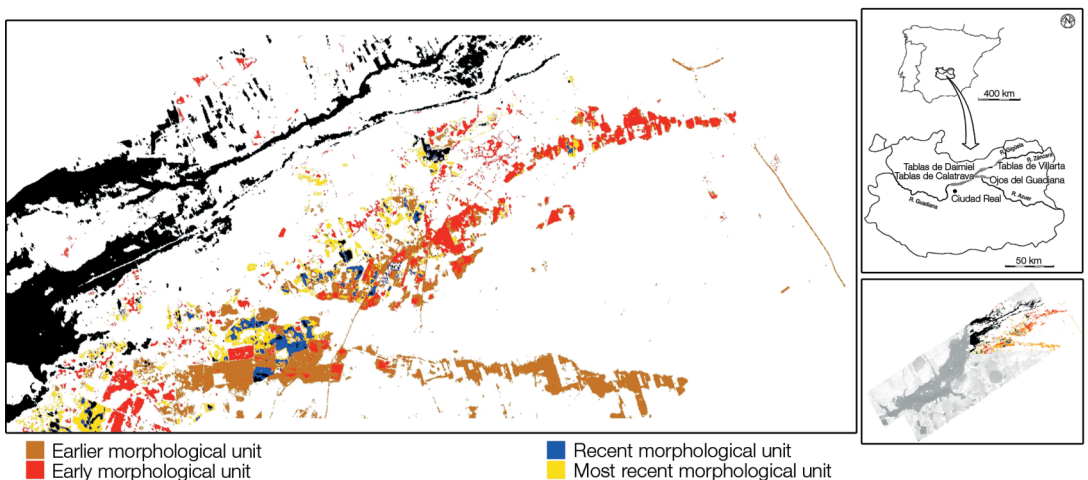 400 km
R. Gigüela
R. Záncara
Tablas de Daimiel
Tablas de Villarta
Tablas de Calatrava
Ojos del Guadiana
R. Guadiana
Ciudad Real
R. Azuer
50 km
Earlier morphological unit
Recent morphological unit
Early morphological unit
Most recent morphological unit